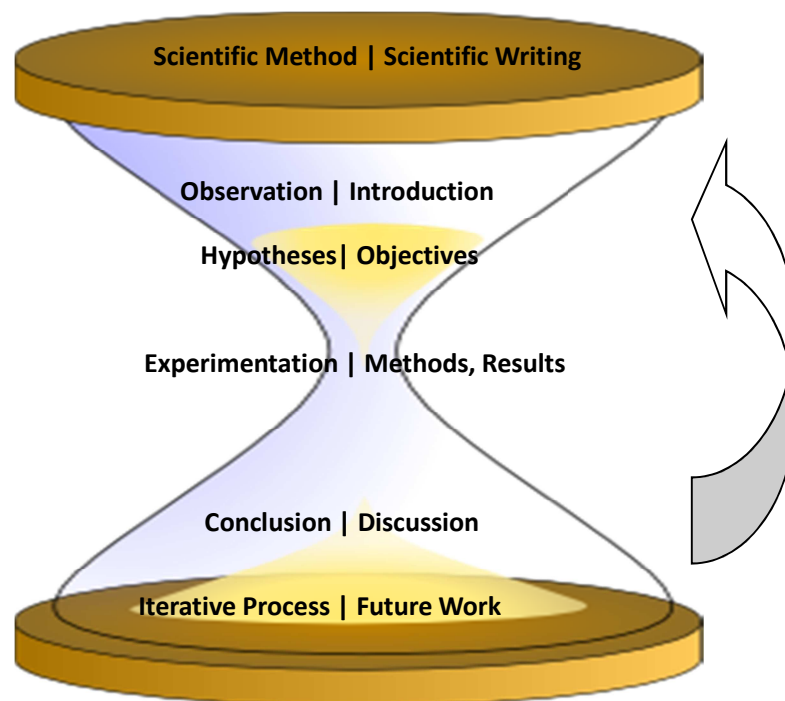 Scientific Method | Scientific Writing
Observation | Introduction
Hypotheses| Objectives
Experimentation | Methods, Results
Conclusion | Discussion
Iterative Process | Future Work